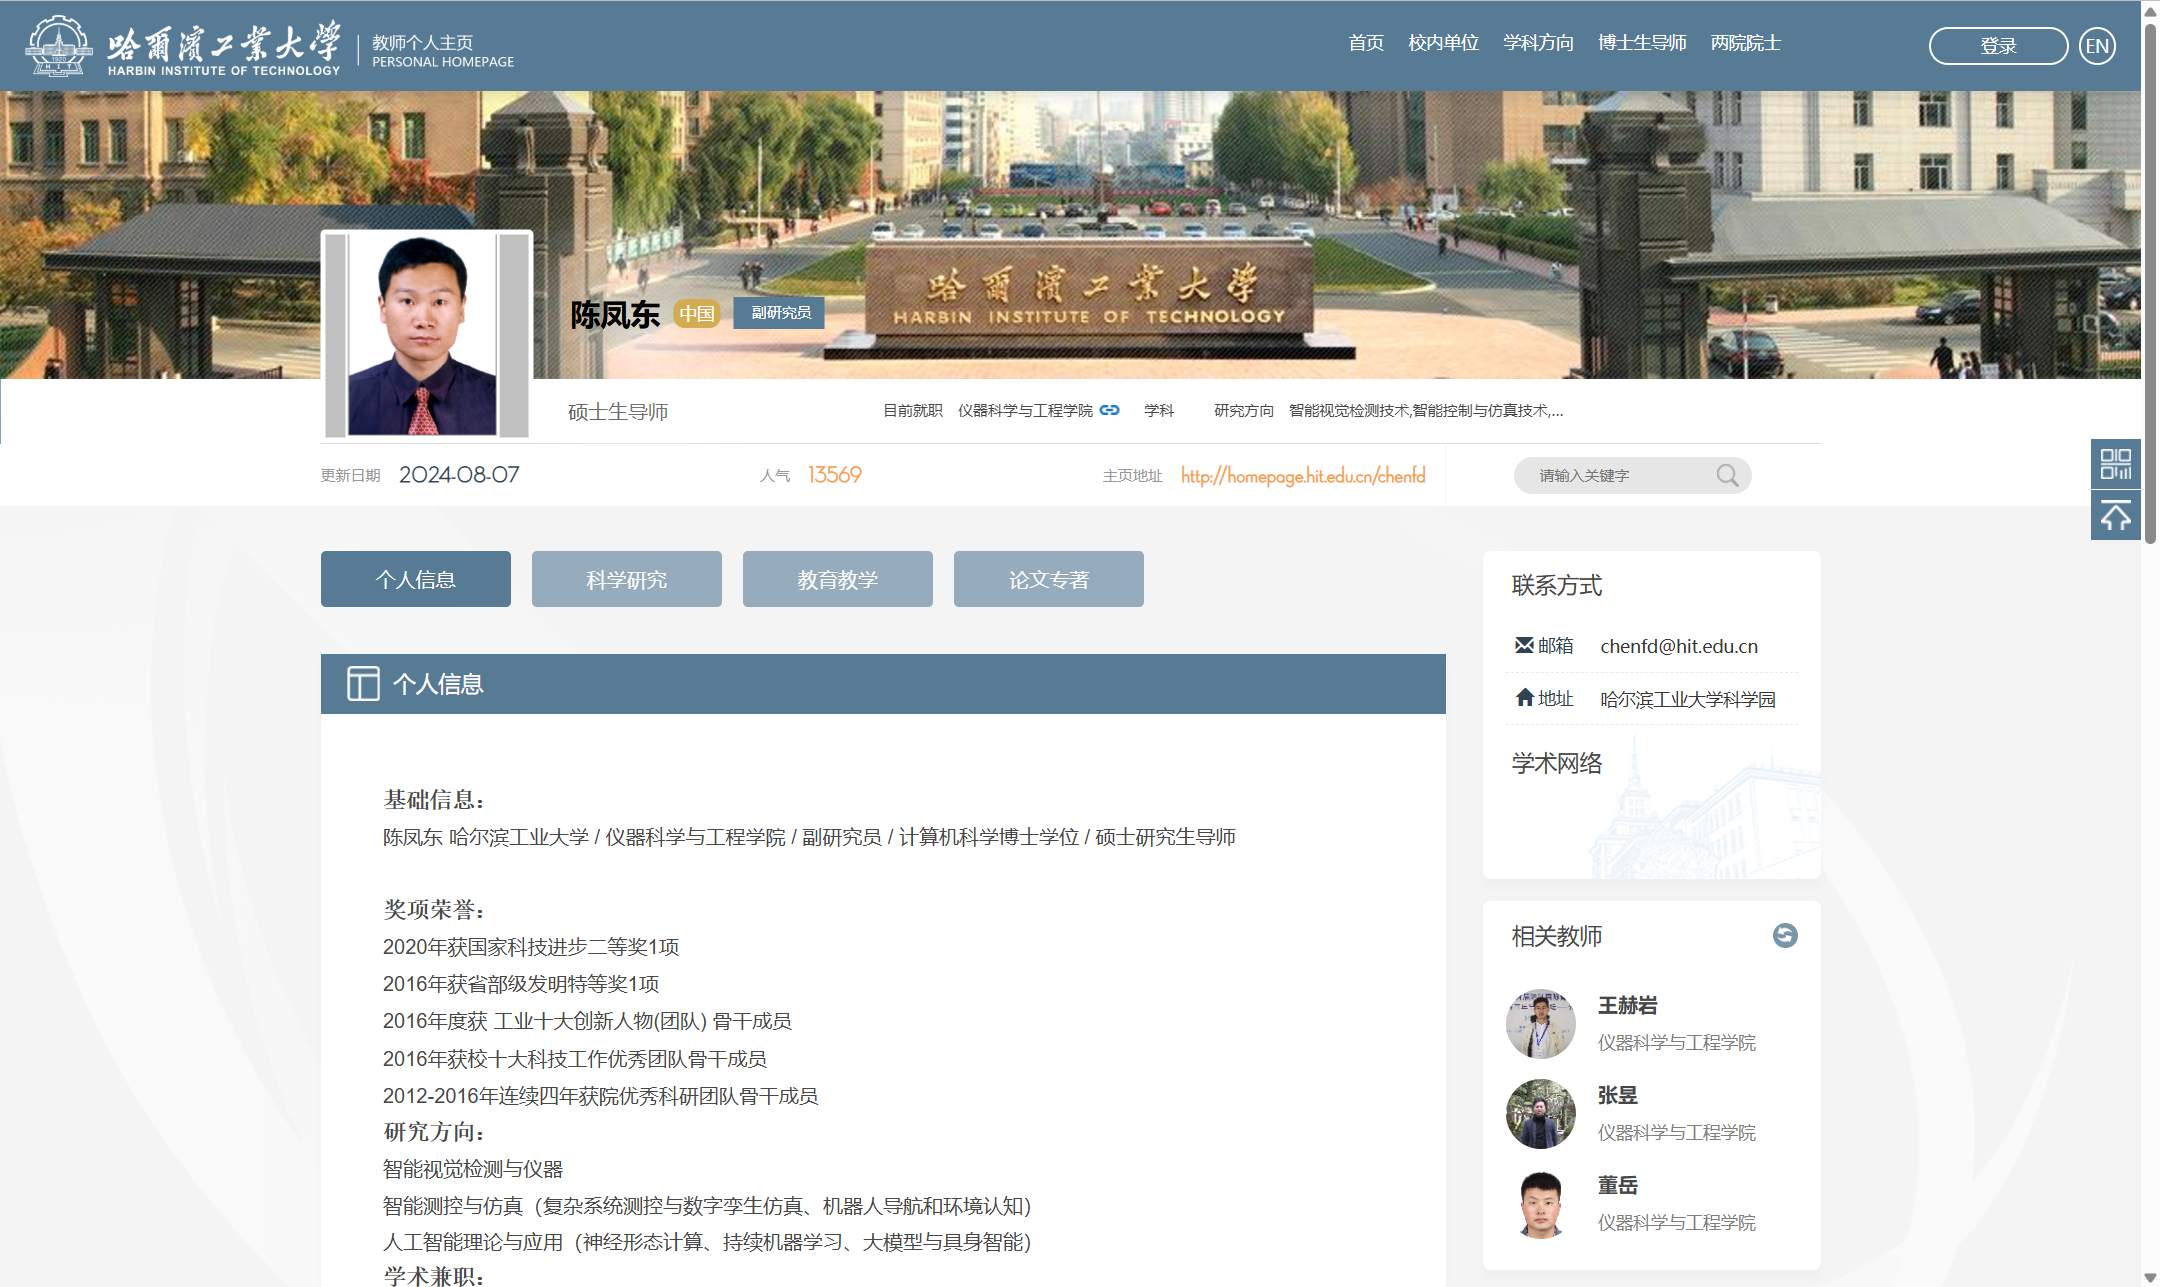 哈爾濱工業大學
HARBIN INSTITUTE OF TECHNOLOGY
教师个人主页
PERSONAL HOMEPAGE
首页 校内单位 学科方向 博士生导师 两院院士
登录 EN
哈爾濱工業大學
HARBIN INSTITUTE OF TECHNOLOGY
陈凤东 中国 副研究员
硕士生导师
目前就职 仪器科学与工程学院 学科 研究方向 智能视觉检测技术,智能控制与仿真技术,...
更新日期 2024-08-07 人气 13569 主页地址 http://homepage.hit.edu.cn/chenfd 请输入关键字
个人信息 科学研究 教育教学 论文专著
个人信息
基础信息：
陈凤东 哈尔滨工业大学 / 仪器科学与工程学院 / 副研究员 / 计算机科学博士学位 / 硕士研究生导师
奖项荣誉：
2020年获国家科技进步二等奖1项
2016年获省部级发明特等奖1项
2016年度获 工业十大创新人物(团队) 骨干成员
2016年获校十大科技工作优秀团队骨干成员
2012-2016年连续四年获院优秀科研团队骨干成员
研究方向：
智能视觉检测与仪器
智能测控与仿真（复杂系统测控与数字孪生仿真、机器人导航和环境认知）
人工智能理论与应用（神经形态计算、持续机器学习、大模型与具身智能）
学术兼职：
联系方式
邮箱 chenfd@hit.edu.cn
地址 哈尔滨工业大学科学园
学术网络
相关教师
王赫岩
仪器科学与工程学院
张昱
仪器科学与工程学院
董岳
仪器科学与工程学院